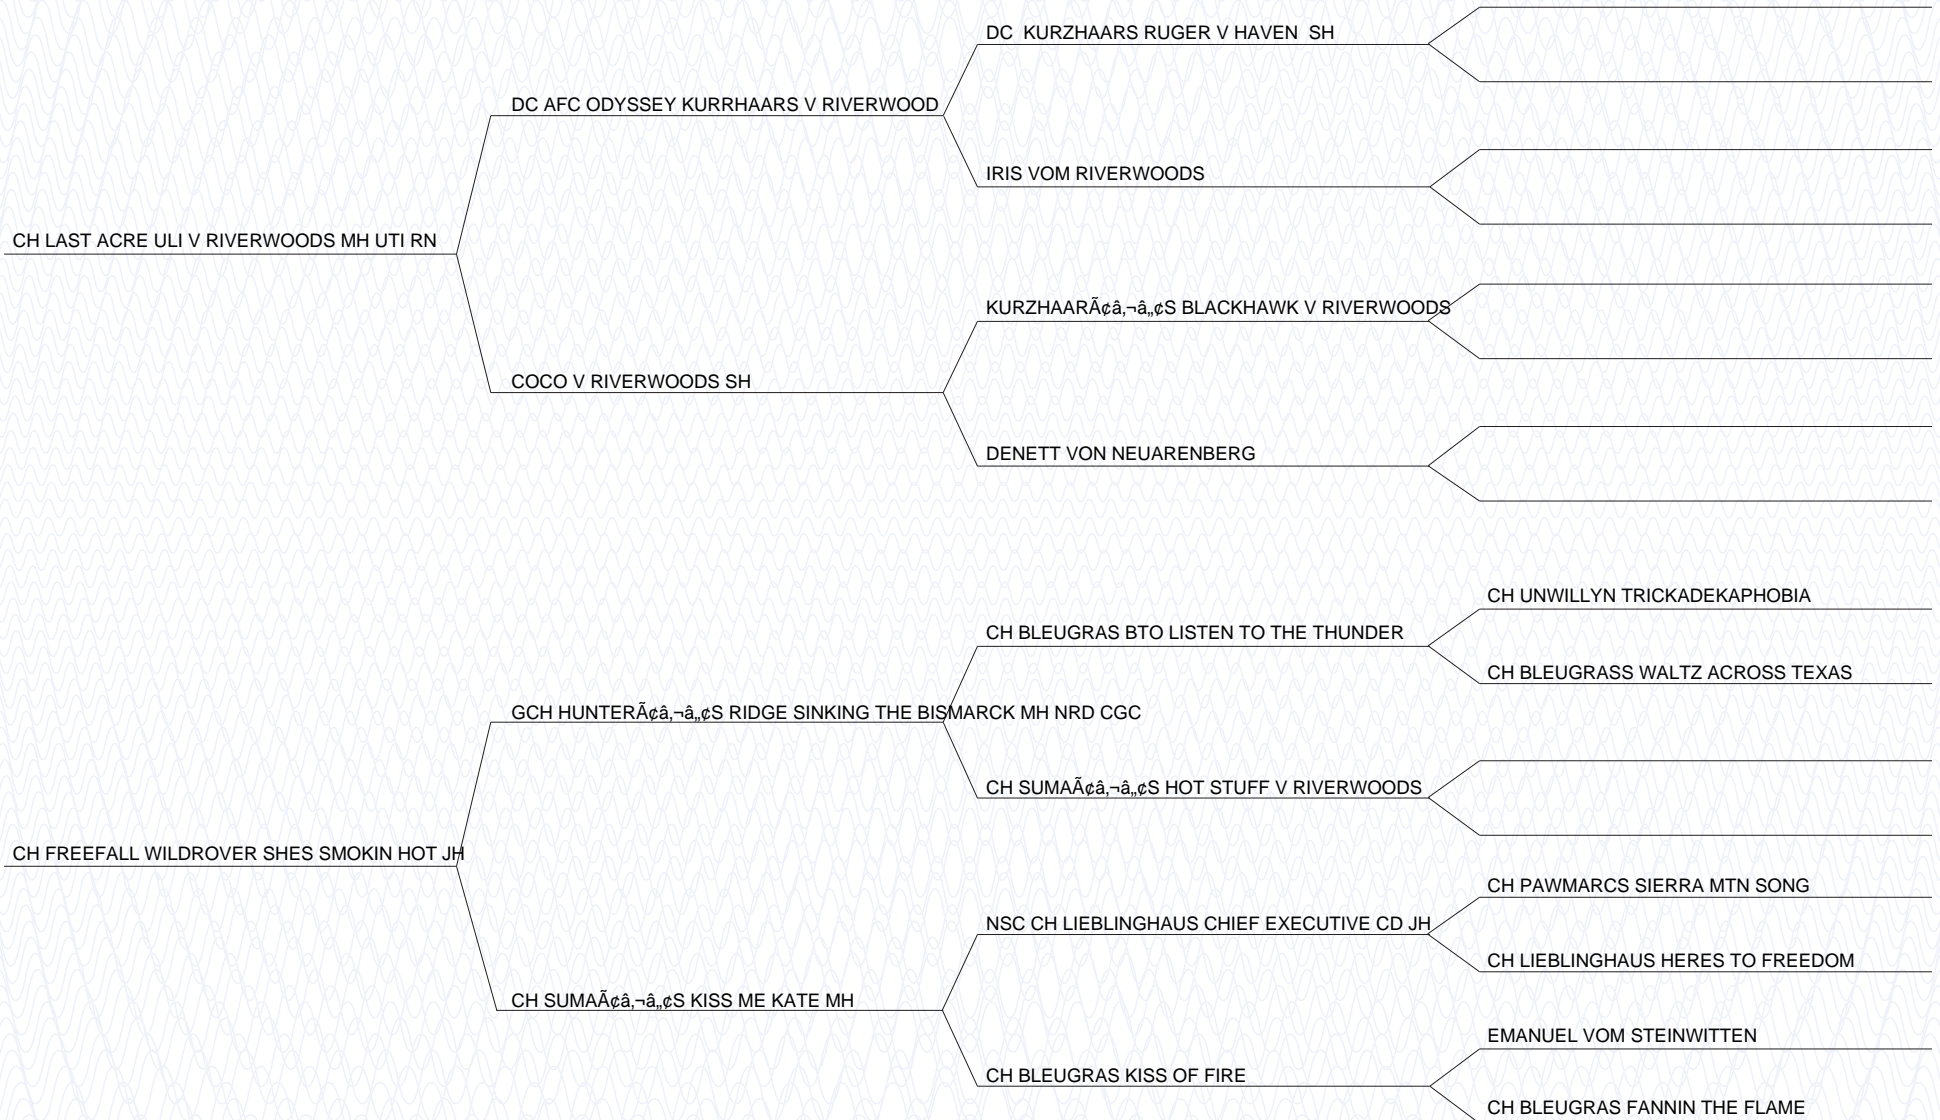 DC  KURZHAARS RUGER V HAVEN  SH
DC AFC ODYSSEY KURRHAARS V RIVERWOOD
IRIS VOM RIVERWOODS
CH LAST ACRE ULI V RIVERWOODS MH UTI RN
KURZHAARÃ¢â‚¬â„¢S BLACKHAWK V RIVERWOODS
COCO V RIVERWOODS SH
DENETT VON NEUARENBERG
CH UNWILLYN TRICKADEKAPHOBIA
CH BLEUGRAS BTO LISTEN TO THE THUNDER
CH BLEUGRASS WALTZ ACROSS TEXAS
GCH HUNTERÃ¢â‚¬â„¢S RIDGE SINKING THE BISMARCK MH NRD CGC
CH SUMAÃ¢â‚¬â„¢S HOT STUFF V RIVERWOODS
CH FREEFALL WILDROVER SHES SMOKIN HOT JH
CH PAWMARCS SIERRA MTN SONG
NSC CH LIEBLINGHAUS CHIEF EXECUTIVE CD JH
CH LIEBLINGHAUS HERES TO FREEDOM
CH SUMAÃ¢â‚¬â„¢S KISS ME KATE MH
EMANUEL VOM STEINWITTEN
CH BLEUGRAS KISS OF FIRE
CH BLEUGRAS FANNIN THE FLAME